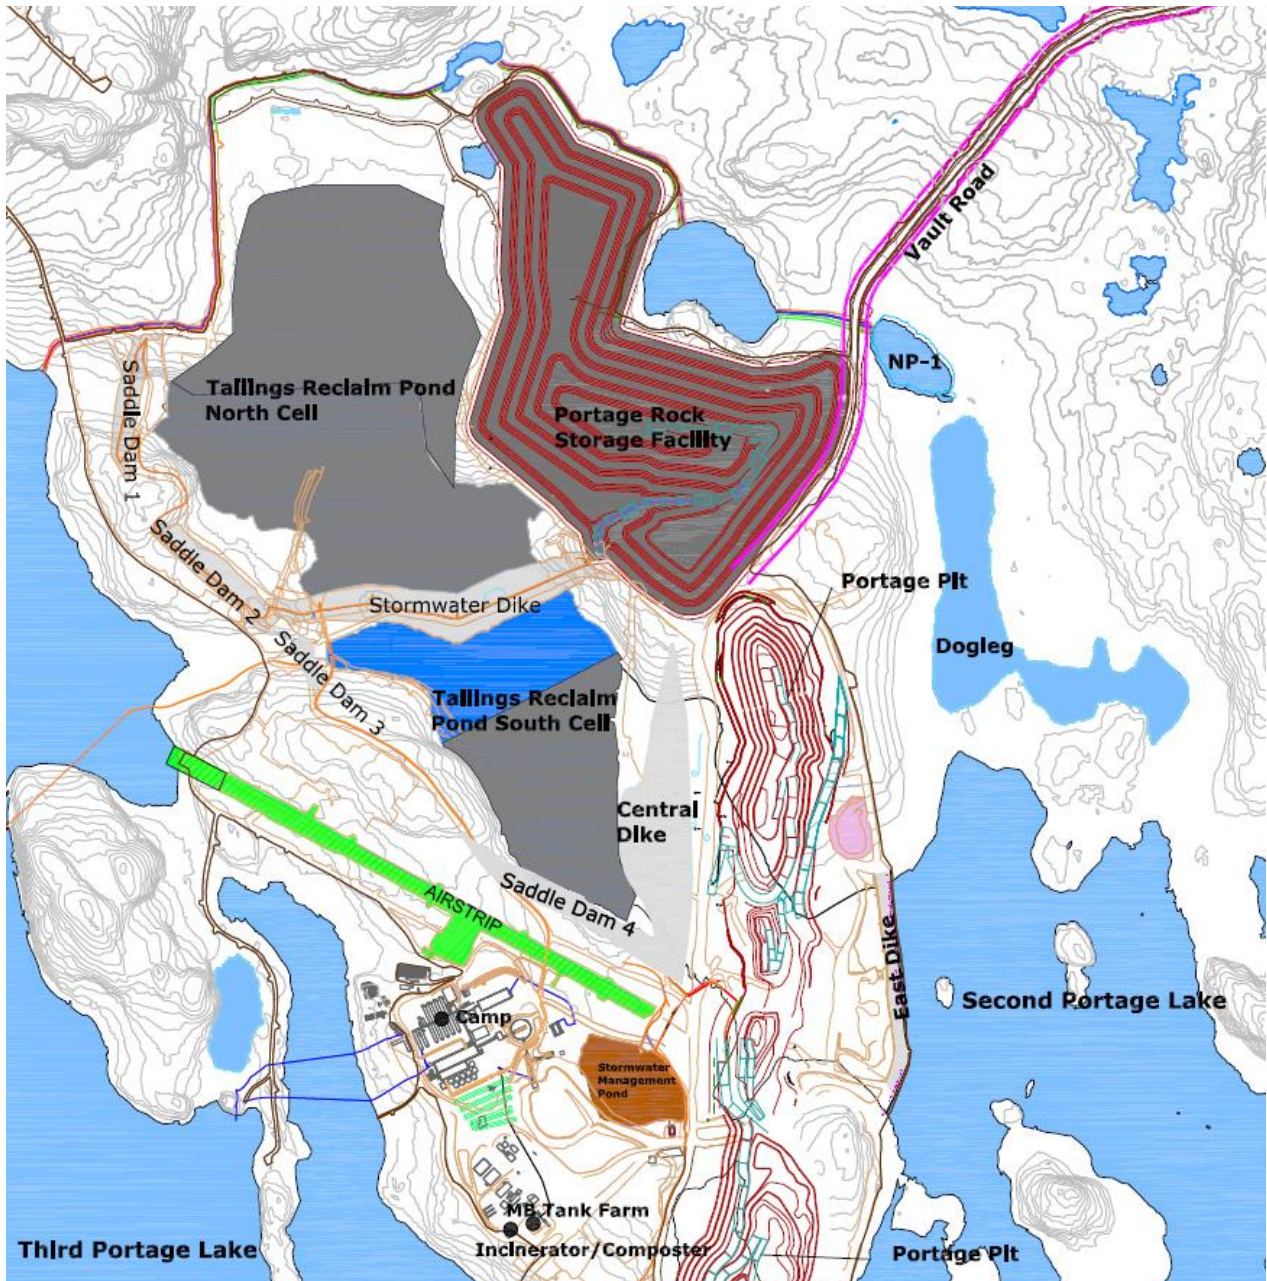 Vault Road
NP-1
Saddle Dam 1
Tailings Reclaim Pond
North Cell
Portage Rock
Storage Facility
Saddle Dam 2
Stormwater Dike
Portage Pit
Saddle Dam 3
Dogleg
Tailings Reclaim
Pond South Cell
Central
Dike
Saddle Dam 4
AIRSTRIP
East Dike
Second Portage Lake
Camp
Stormwater
Management
Pond
MB Tank Farm
Incinerator/Composter
Third Portage Lake
Portage Pit